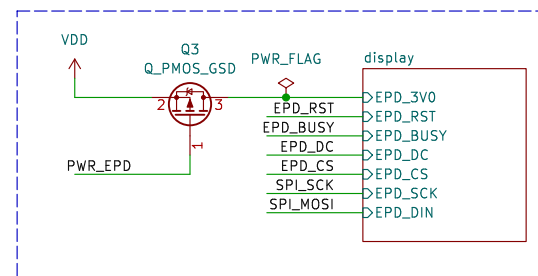 VDD
Q3
Q_PMOS_GSD
PWR_FLAG
display
2
3
1
PWR_EPD
EPD_RST
EPD_BUSY
EPD_DC
EPD_CS
SPI_SCK
SPI_MOSI
EPD_3V0
EPD_RST
EPD_BUSY
EPD_DC
EPD_CS
EPD_SCK
EPD_DIN